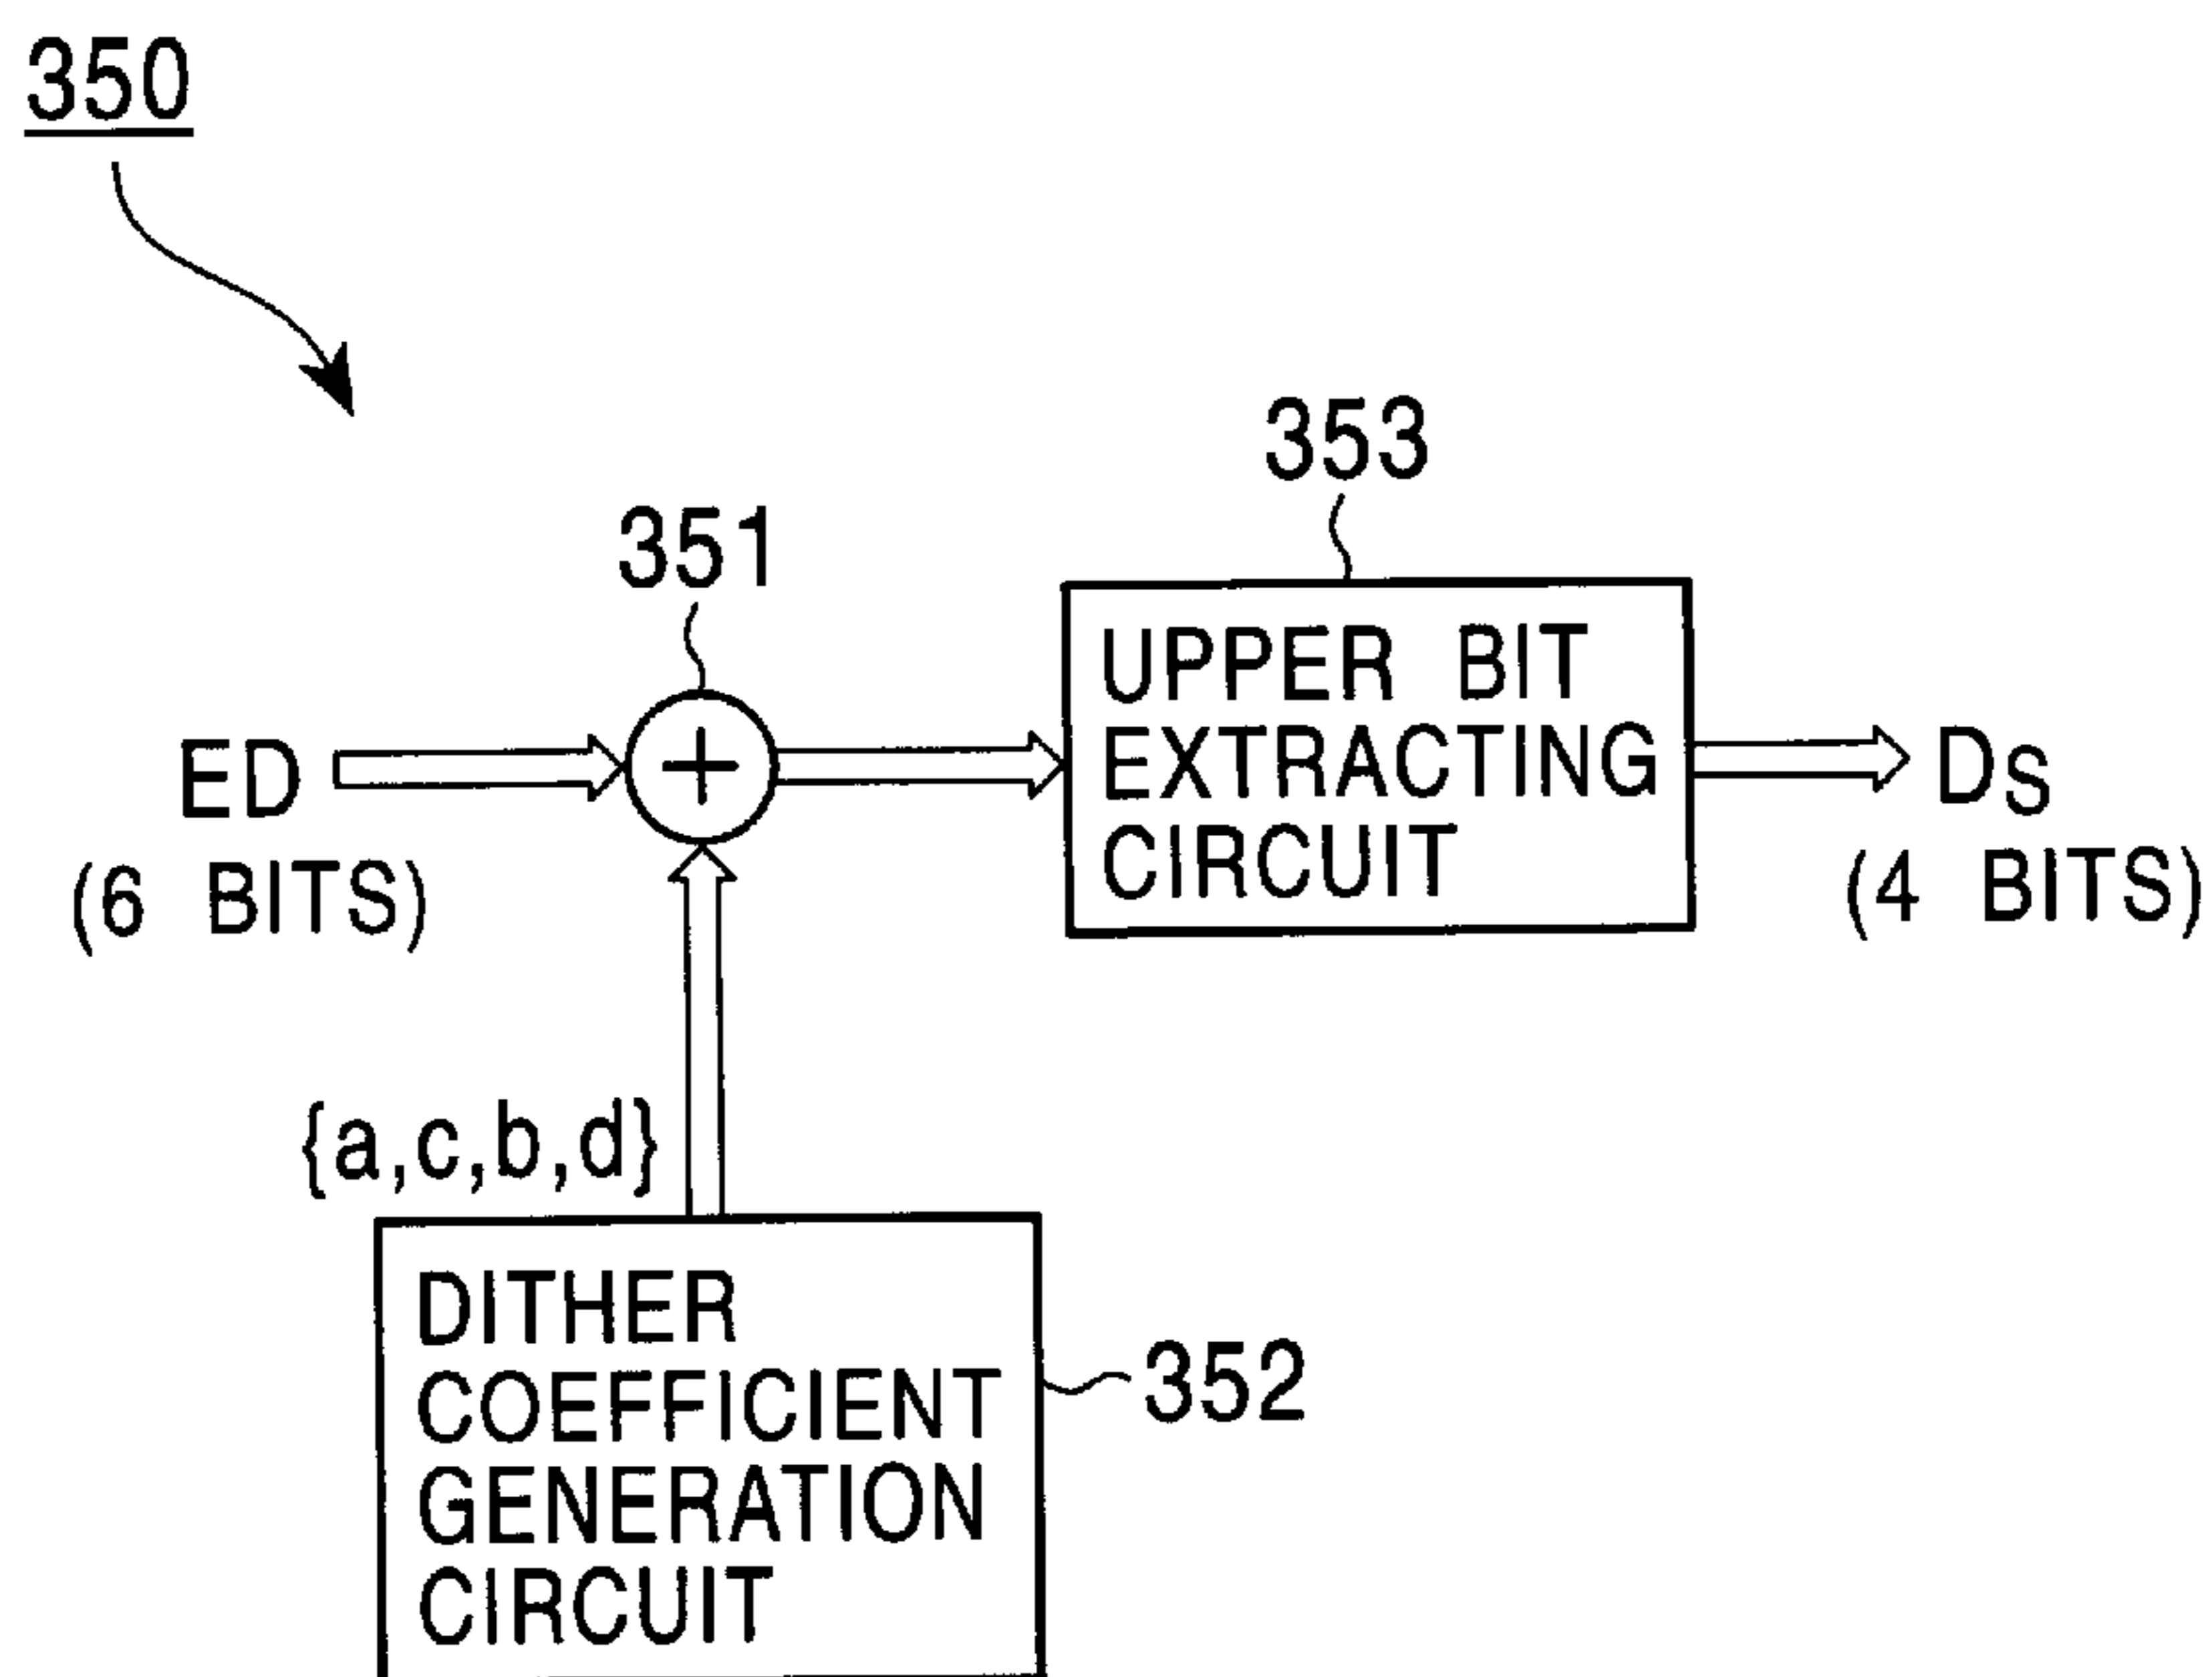 350
353
351
UPPER BIT
EXTRACTING
CIRCUIT
ED
(6 BITS)
+
DS
(4 BITS)
{a,c,b,d}
DITHER
COEFFICIENT
GENERATION
CIRCUIT
352